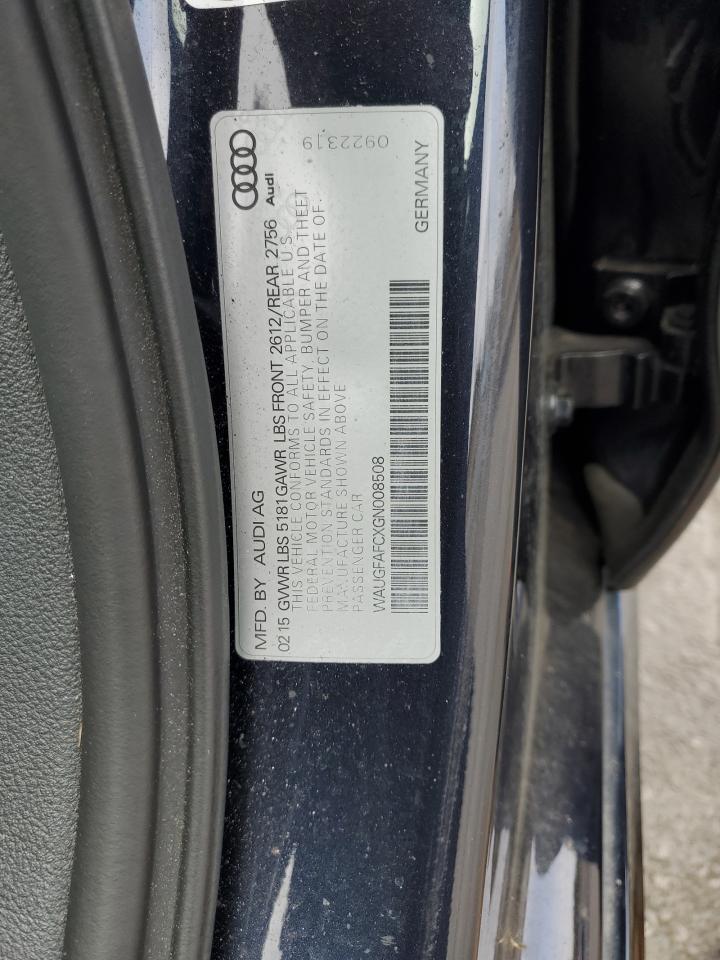 MFD. BY AUDI AG
Audi
02 15 GVWR LBS 5181 GAWR LBS FRONT 2612/REAR 2756
THIS VEHICLE CONFORMS TO ALL APPLICABLE U.S.
FEDERAL MOTOR VEHICLE SAFETY, BUMPER AND THEFT
PREVENTION STANDARDS IN EFFECT ON THE DATE OF
MANUFACTURE SHOWN ABOVE
PASSENGER CAR
0922319
WAUGFAFCXGN008508
GERMANY